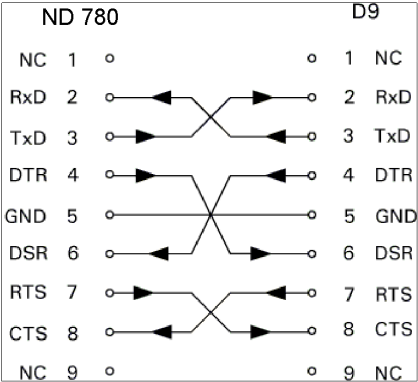 ND 780 D9
NC 1 1 NC
RxD 2 2 RxD
TxD 3 3 TxD
DTR 4 4 DTR
GND 5 5 GND
DSR 6 6 DSR
RTS 7 7 RTS
CTS 8 8 CTS
NC 9 9 NC